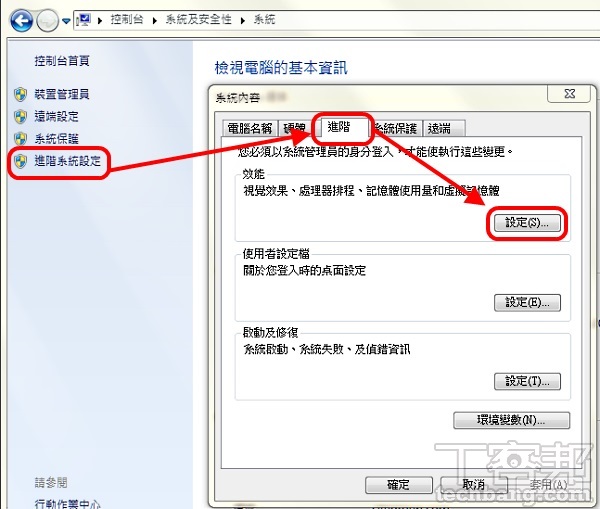 控制台 ▸ 系統及安全性 ▸ 系統
控制台首頁
裝置管理員
遠端設定
系統保護
進階系統設定
請參閱
行動作業中心
檢視電腦的基本資訊
系統內容
電腦名稱 硬體 進階 系統保護 遠端
您必須以系統管理員的身分登入，才能使執行這些變更。
效能
視覺效果、處理器排程、記憶體使用量和虛擬記憶體
設定(S)...
使用者設定檔
關於您登入時的桌面設定
設定(E)...
啟動及修復
系統啟動、系統失敗、及偵錯資訊
設定(T)...
環境變數(N)...
確定 取消 套用(A)
T客邦
techbang.com